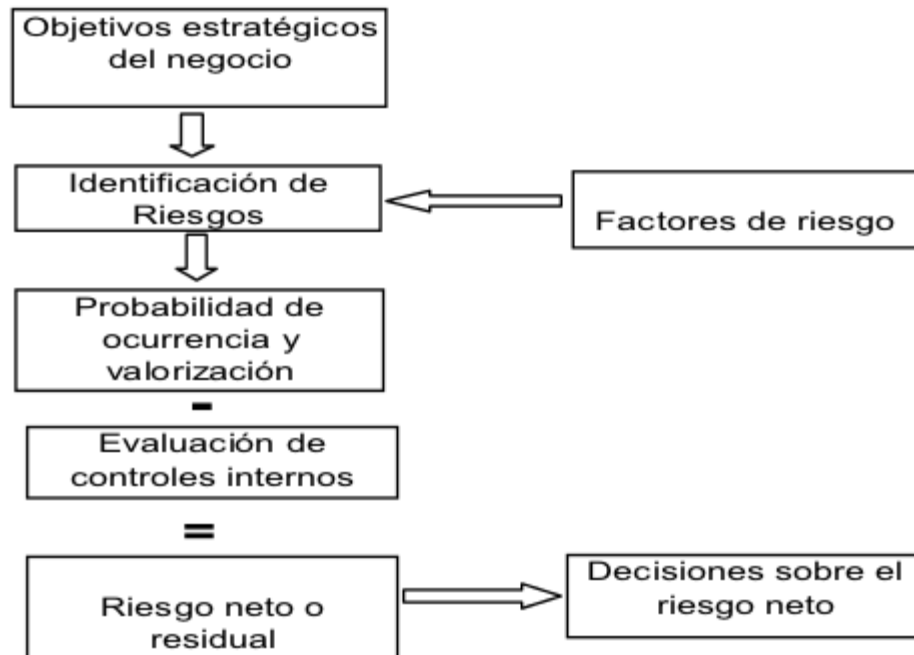 Objetivos estratégicos
del negocio
Identificación de
Riesgos
Factores de riesgo
Probabilidad de
ocurrencia y
valorización
-
Evaluación de
controles internos
=
Riesgo neto o
residual
Decisiones sobre el
riesgo neto